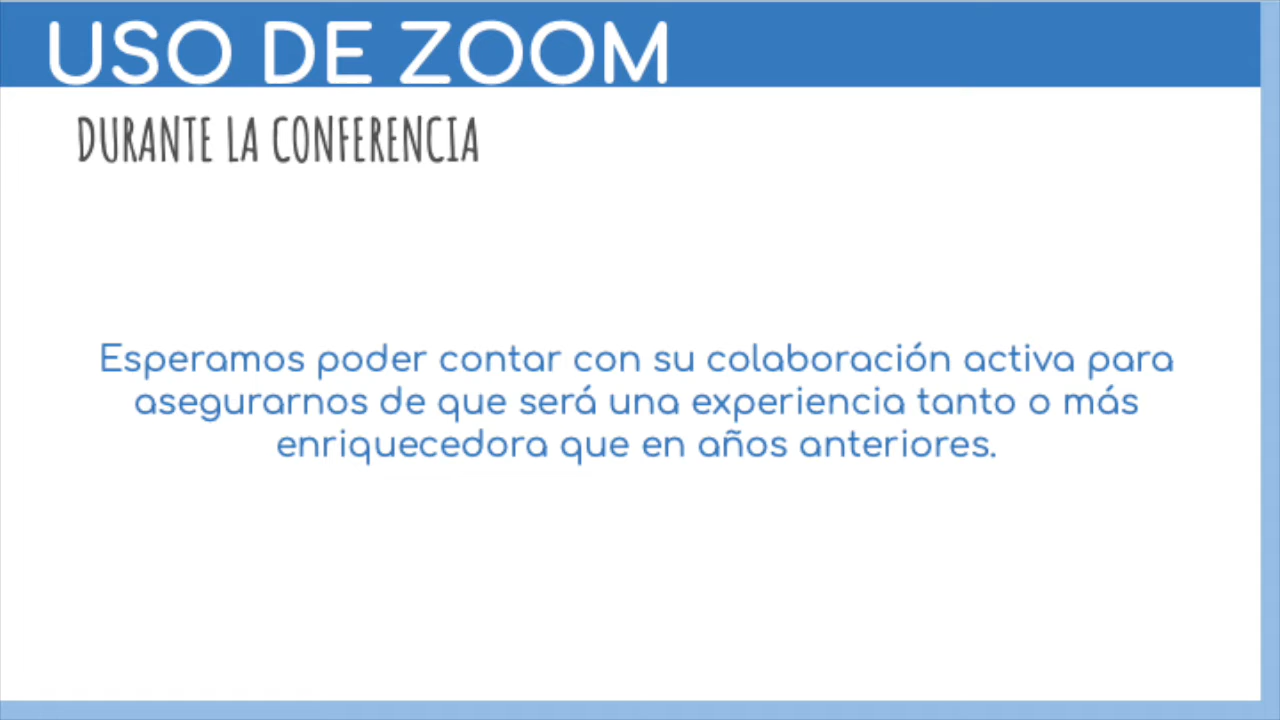 USO DE ZOOM
DURANTE LA CONFERENCIA
Esperamos poder contar con su colaboración activa para
asegurarnos de que será una experiencia tanto o más
enriquecedora que en años anteriores.